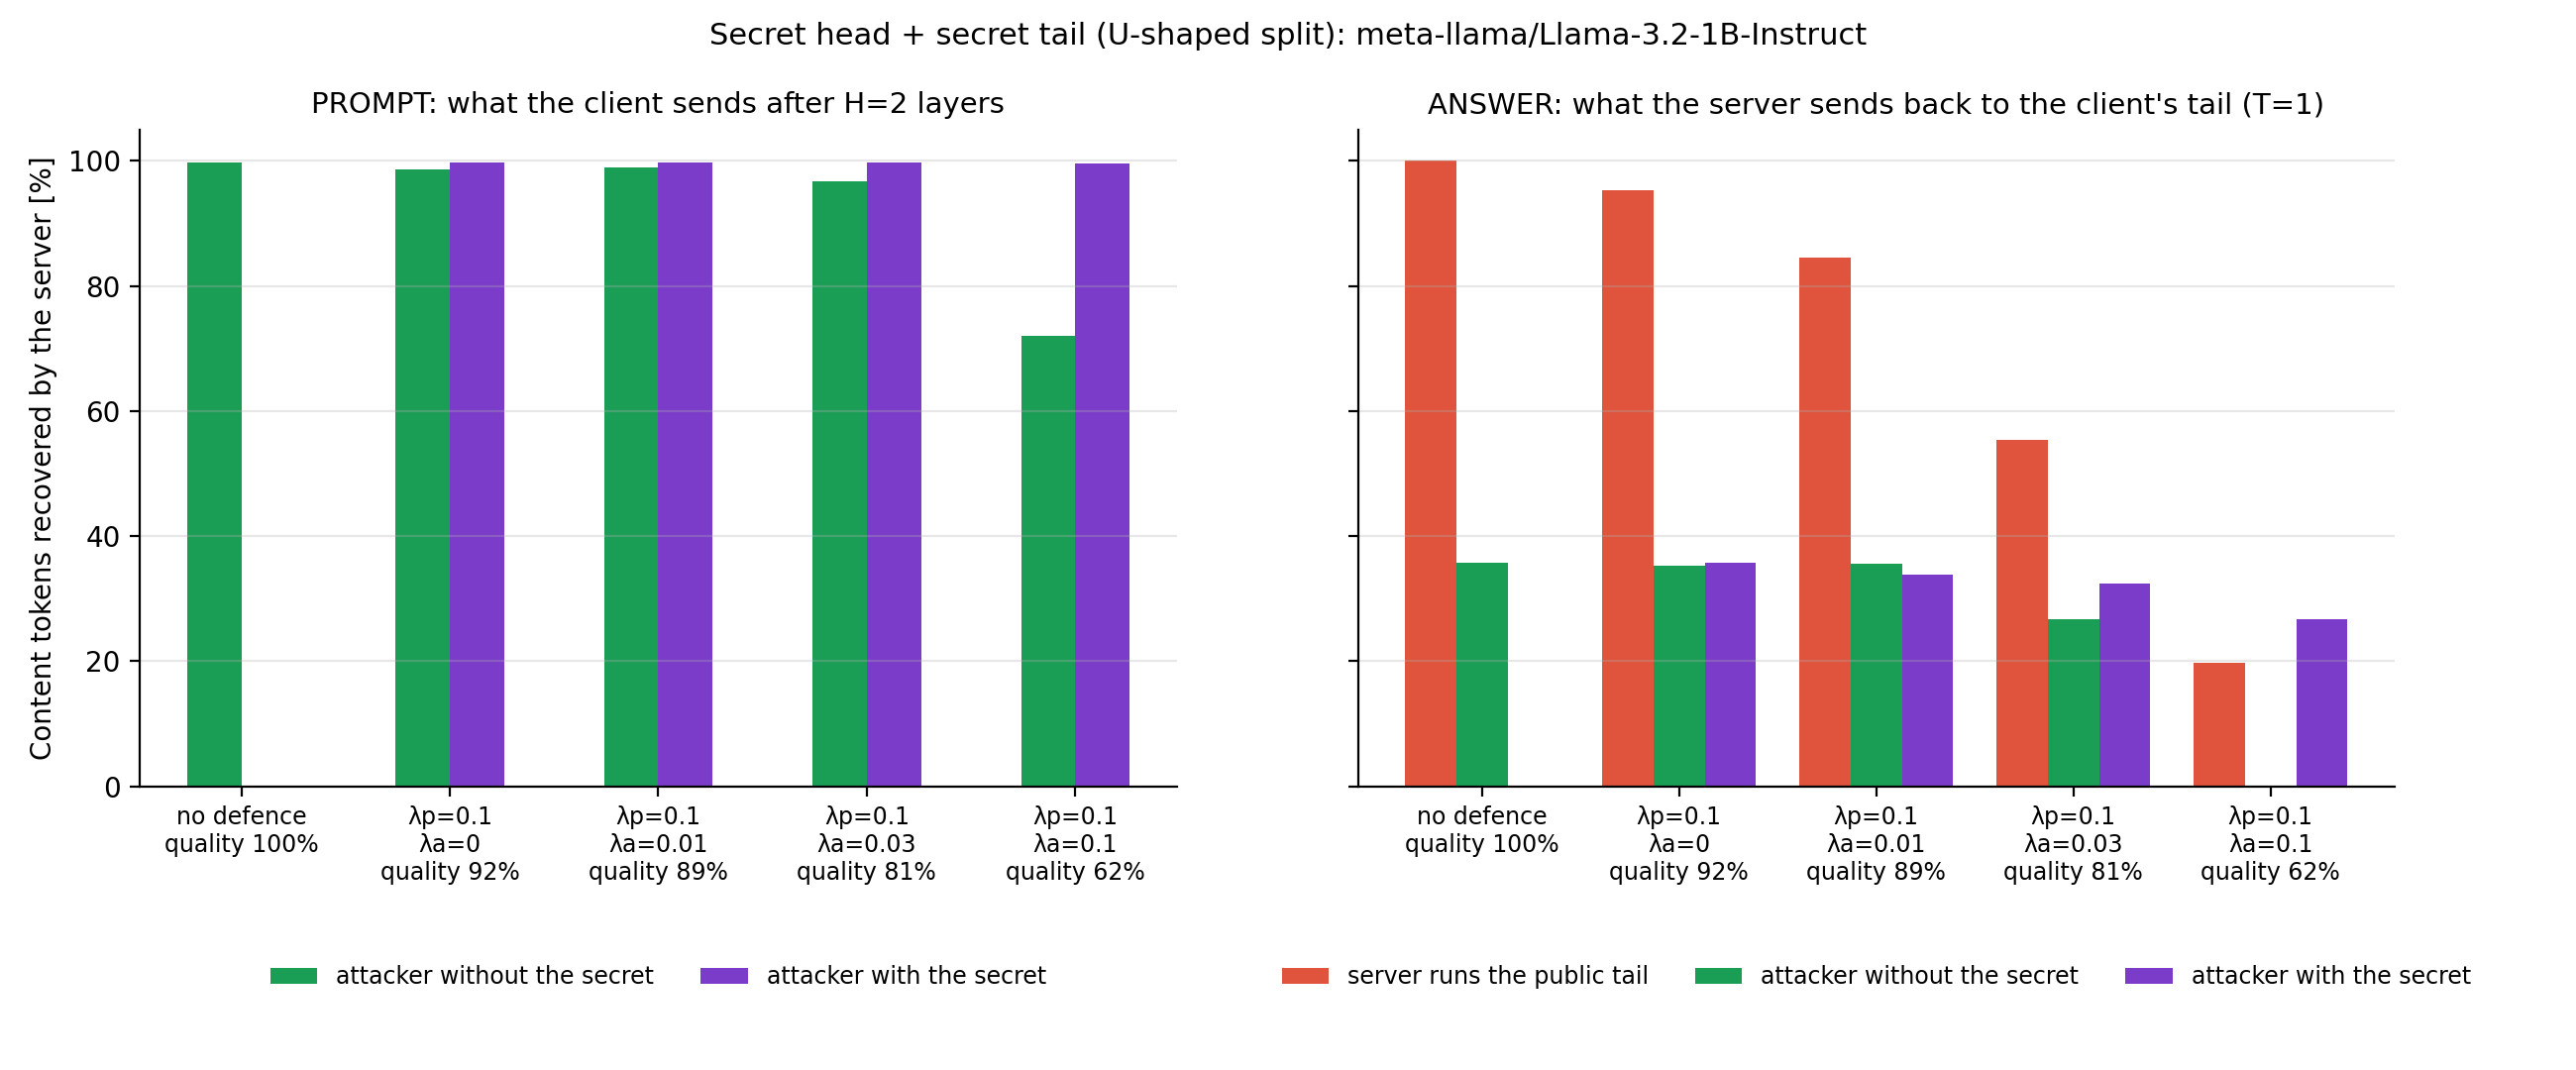 Secret head + secret tail (U-shaped split): meta-llama/Llama-3.2-1B-Instruct
PROMPT: what the client sends after H=2 layers
Content tokens recovered by the server [%]
100
80
60
40
20
0
no defence
quality 100%
λp=0.1
λa=0
quality 92%
λp=0.1
λa=0.01
quality 89%
λp=0.1
λa=0.03
quality 81%
λp=0.1
λa=0.1
quality 62%
attacker without the secret
attacker with the secret
ANSWER: what the server sends back to the client's tail (T=1)
no defence
quality 100%
λp=0.1
λa=0
quality 92%
λp=0.1
λa=0.01
quality 89%
λp=0.1
λa=0.03
quality 81%
λp=0.1
λa=0.1
quality 62%
server runs the public tail
attacker without the secret
attacker with the secret